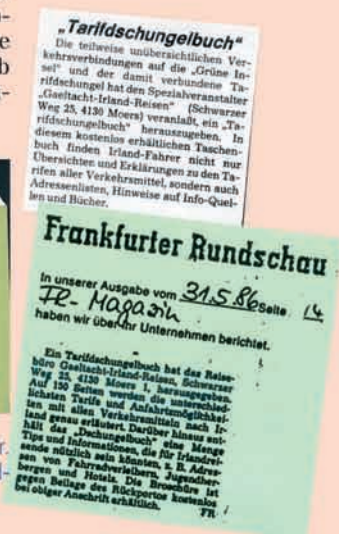 „Tarifdschungelbuch“
Die teilweise unübersichtlichen Ver-
kehrsverbindungen auf die „Grüne In-
sel“ und der damit verbundene Ta-
rifdschungel hat den Spezialveranstalter
„Gaeltacht-Irland-Reisen“ (Schwarzer
Weg 25, 4130 Moers) veranlaßt, ein „Ta-
rifdschungelbuch“ herauszugeben. In
diesem kostenlos erhältlichen Taschen-
buch finden Irland-Fahrer nicht nur
Übersichten und Erklärungen zu den Ta-
rifen aller Verkehrsmittel, sondern auch
Adressenlisten, Hinweise auf Info-Quel-
len und Bücher.
Frankfurter Rundschau
In unserer Ausgabe vom 31.5.86 Seite 14
FR-Magazin
haben wir über Ihr Unternehmen berichtet.
Ein Tarifdschungelbuch hat das Reise-
büro Gaeltacht-Irland-Reisen, Schwarzer
Weg 25, 4130 Moers 1, herausgegeben.
Auf 130 Seiten werden die unterschied-
lichsten Tarife und Anfahrtmöglichkei-
ten mit allen Verkehrsmitteln nach Ir-
land genau erläutert. Darüber hinaus ent-
hält das „Dschungelbuch“ eine Menge
Tips und Informationen, die für Irlandrei-
sende nützlich sein könnten, z. B. Adres-
sen von Fahrradverleihern, Jugendher-
bergen und Hotels. Die Broschüre ist
gegen Beilage des Rückportos kostenlos
bei obiger Anschrift erhältlich. FR